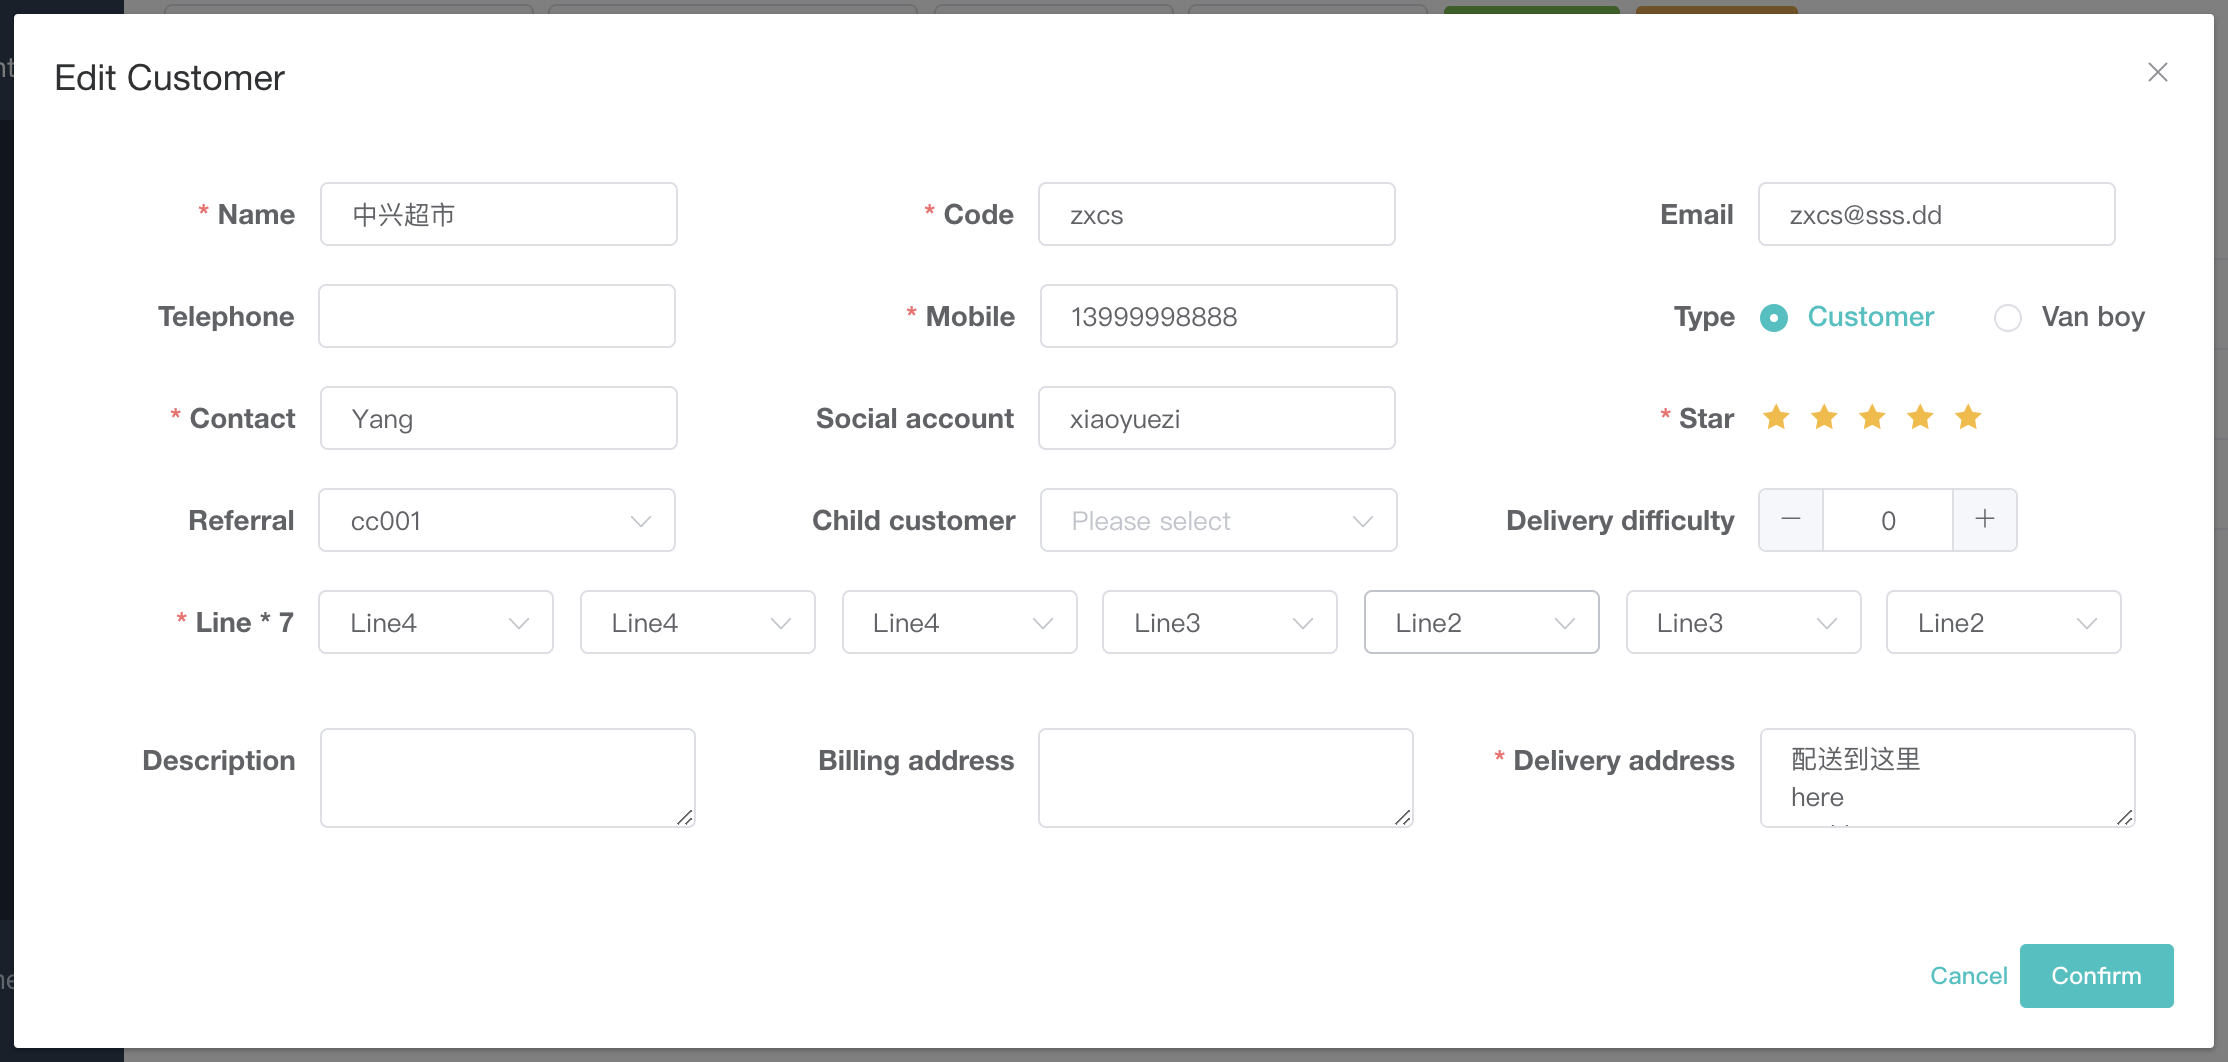 Edit Customer
* Name 中兴超市 * Code zxcs Email zxcs@sss.dd
Telephone * Mobile 13999998888 Type Customer Van boy
* Contact Yang Social account xiaoyuezi * Star
Referral cc001 Child customer Please select Delivery difficulty 0
* Line * 7 Line4 Line4 Line4 Line3 Line2 Line3 Line2
Description Billing address * Delivery address 配送到这里
here
Cancel Confirm